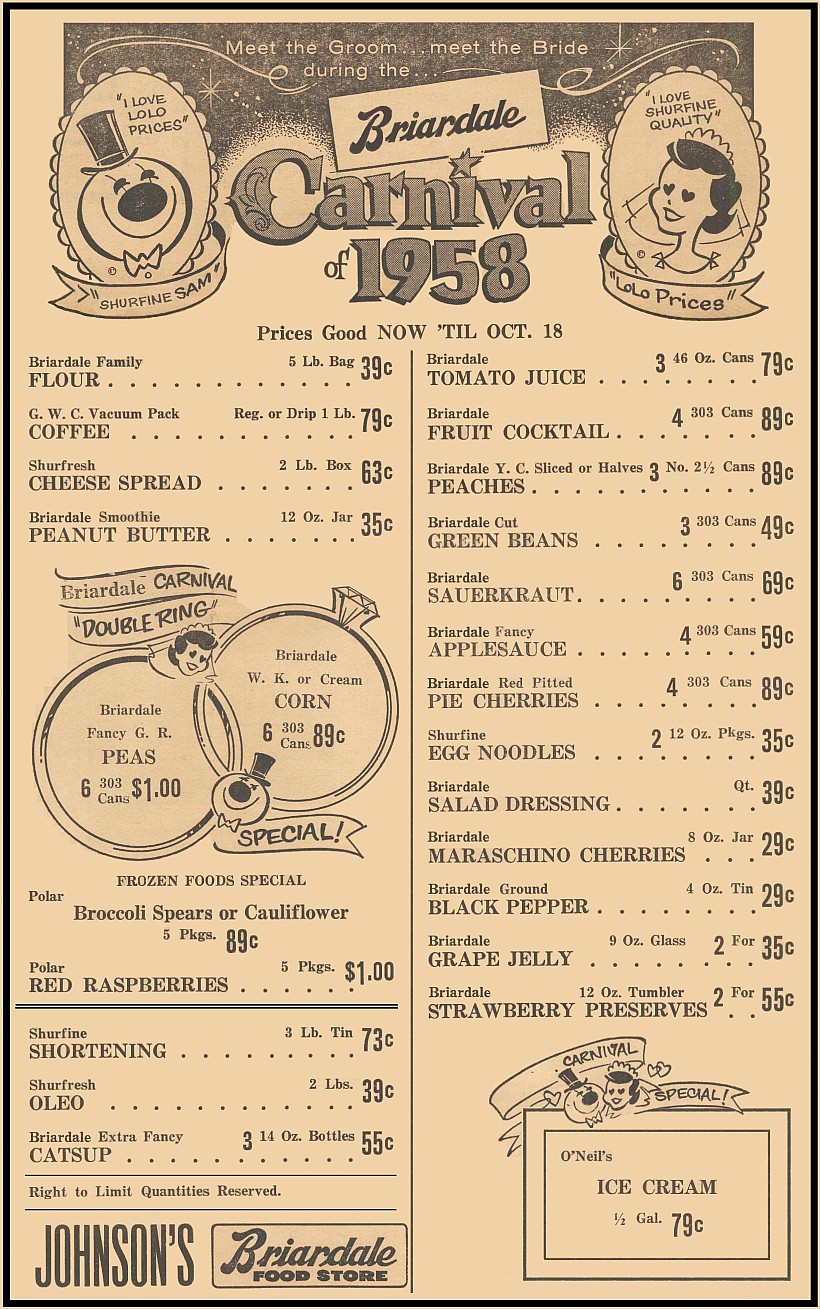 Meet the Groom...meet the Bride
during the...
"I LOVE
LOLO
PRICES"
Briardale
"I LOVE
SHURFINE
QUALITY"
Carnival
of 1958
©
©
"SHURFINE SAM"
"LoLo Prices"
Prices Good NOW 'TIL OCT. 18
Briardale Family 5 Lb. Bag 39c
FLOUR . . . . . . . . . . . .
G. W. C. Vacuum Pack Reg. or Drip 1 Lb. 79c
COFFEE . . . . . . . . . . .
Shurfresh 2 Lb. Box 63c
CHEESE SPREAD . . . . . . .
Briardale Smoothie 12 Oz. Jar 35c
PEANUT BUTTER . . . . . . .
Briardale CARNIVAL
"DOUBLE RING"
Briardale
W. K. or Cream
CORN
6 303 Cans 89c
Briardale
Fancy G. R.
PEAS
6 303 Cans $1.00
SPECIAL!
FROZEN FOODS SPECIAL
Polar
Broccoli Spears or Cauliflower
5 Pkgs. 89c
Polar 5 Pkgs. $1.00
RED RASPBERRIES . . . . . .
Shurfine 3 Lb. Tin 73c
SHORTENING . . . . . . . . .
Shurfresh 2 Lbs. 39c
OLEO . . . . . . . . . . . .
Briardale Extra Fancy 3 14 Oz. Bottles 55c
CATSUP . . . . . . . . . . .
Right to Limit Quantities Reserved.
JOHNSON'S Briardale
FOOD STORE
Briardale 3 46 Oz. Cans 79c
TOMATO JUICE . . . . . . . .
Briardale 4 303 Cans 89c
FRUIT COCKTAIL . . . . . . .
Briardale Y. C. Sliced or Halves 3 No. 2½ Cans 89c
PEACHES . . . . . . . . . . .
Briardale Cut 3 303 Cans 49c
GREEN BEANS . . . . . . . .
Briardale 6 303 Cans 69c
SAUERKRAUT . . . . . . . . .
Briardale Fancy 4 303 Cans 59c
APPLESAUCE . . . . . . . . .
Briardale Red Pitted 4 303 Cans 89c
PIE CHERRIES . . . . . . . .
Shurfine 2 12 Oz. Pkgs. 35c
EGG NOODLES . . . . . . . .
Briardale Qt. 39c
SALAD DRESSING . . . . . . .
Briardale 8 Oz. Jar 29c
MARASCHINO CHERRIES . . .
Briardale Ground 4 Oz. Tin 29c
BLACK PEPPER . . . . . . . .
Briardale 9 Oz. Glass 2 For 35c
GRAPE JELLY . . . . . . . .
Briardale 12 Oz. Tumbler 2 For 55c
STRAWBERRY PRESERVES . .
CARNIVAL
SPECIAL!
O'Neil's
ICE CREAM
½ Gal. 79c